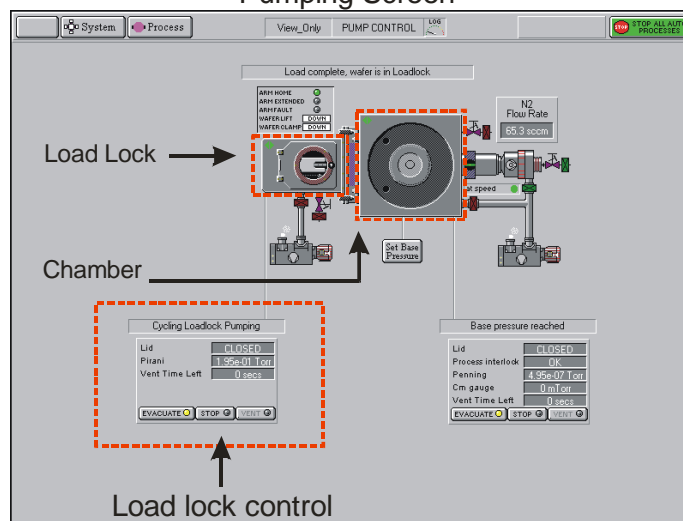 Pumping Screen
System
Process
View_Only
PUMP CONTROL
LOG
STOP
STOP ALL AUTO
PROCESSES
Load complete, wafer is in Loadlock
ARM HOME
ARM EXTENDED
ARM FAULT
WAFER LIFT DOWN
WAFER CLAMP DOWN
N2
Flow Rate
65.3 sccm
Load Lock
at speed
Set Base
Pressure
Chamber
Cycling Loadlock Pumping
Lid CLOSED
Pirani 1.95e-01 Torr
Vent Time Left 0 secs
EVACUATE STOP VENT
Base pressure reached
Lid CLOSED
Process interlock OK
Penning 4.95e-07 Torr
Cm gauge 0 mTorr
Vent Time Left 0 secs
EVACUATE STOP VENT
Load lock control